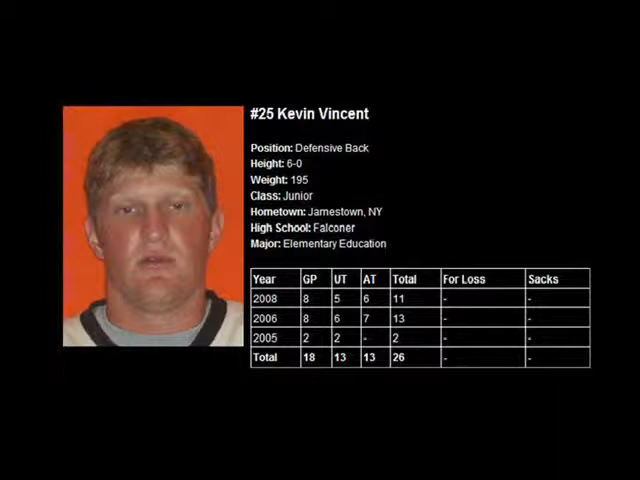 #25 Kevin Vincent
Position: Defensive Back
Height: 6-0
Weight: 195
Class: Junior
Hometown: Jamestown, NY
High School: Falconer
Major: Elementary Education
Year GP UT AT Total For Loss Sacks
2008 8 5 6 11 - -
2006 8 6 7 13 - -
2005 2 2 - 2 - -
Total 18 13 13 26 - -